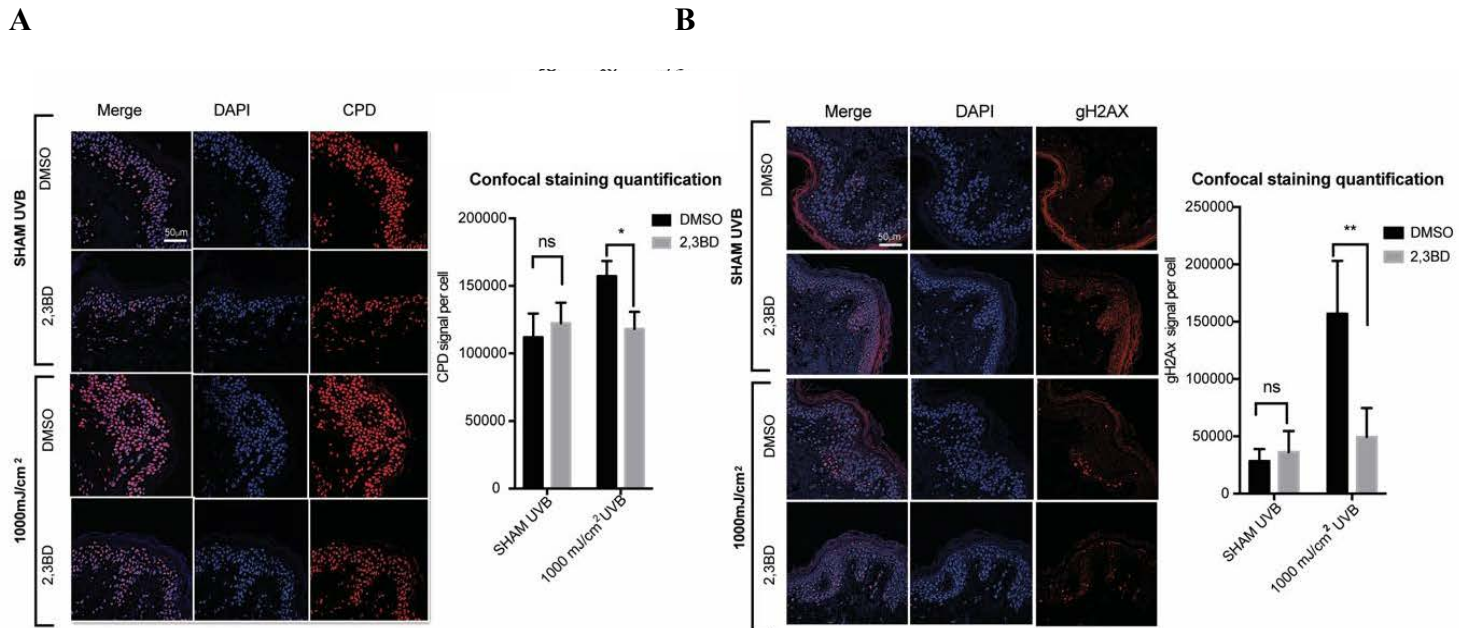 A
B
Merge DAPI CPD
SHAM UVB
DMSO
50µm
2,3BD
1000mJ/cm²
DMSO
2,3BD
Confocal staining quantification
CPD signal per cell
200000
150000
100000
50000
0
ns
*
DMSO
2,3BD
SHAM UVB
1000 mJ/cm² UVB
Merge DAPI gH2AX
SHAM UVB
DMSO
50µm
2,3BD
1000mJ/cm²
DMSO
2,3BD
Confocal staining quantification
gH2Ax signal per cell
250000
200000
150000
100000
50000
0
ns
**
DMSO
2,3BD
SHAM UVB
1000 mJ/cm² UVB